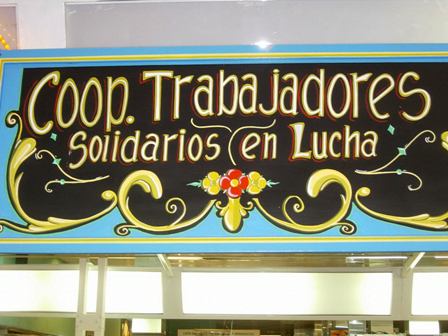 Coop. Trabajadores
Solidarios en Lucha